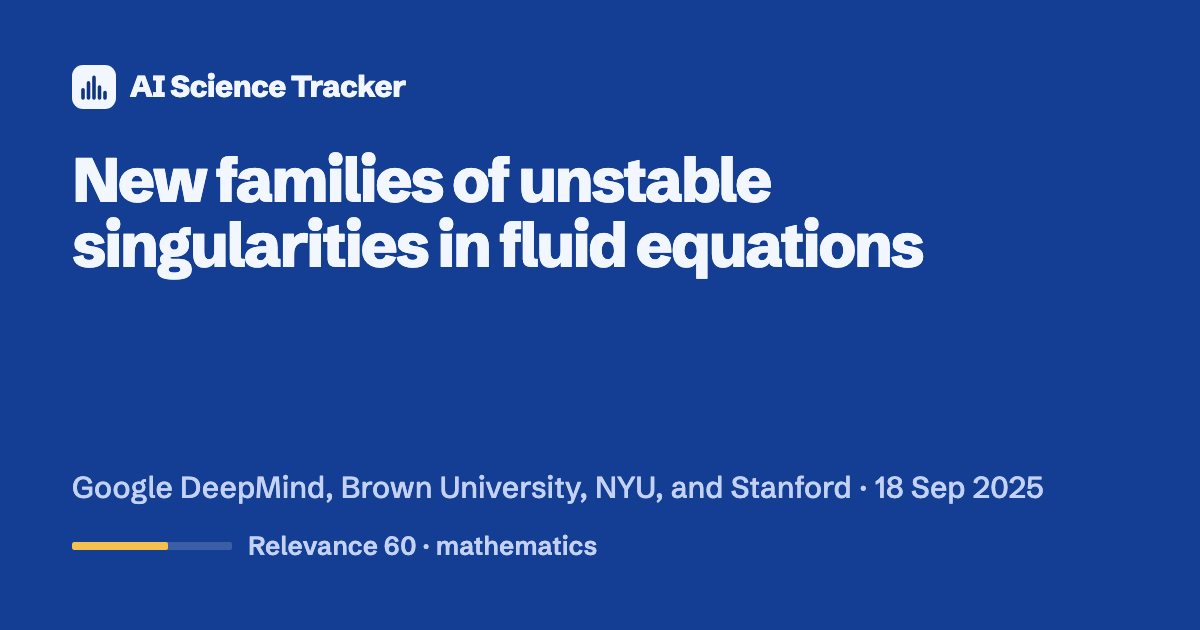 AI Science Tracker
New families of unstable
singularities in fluid equations
Google DeepMind, Brown University, NYU, and Stanford · 18 Sep 2025
Relevance 60 · mathematics